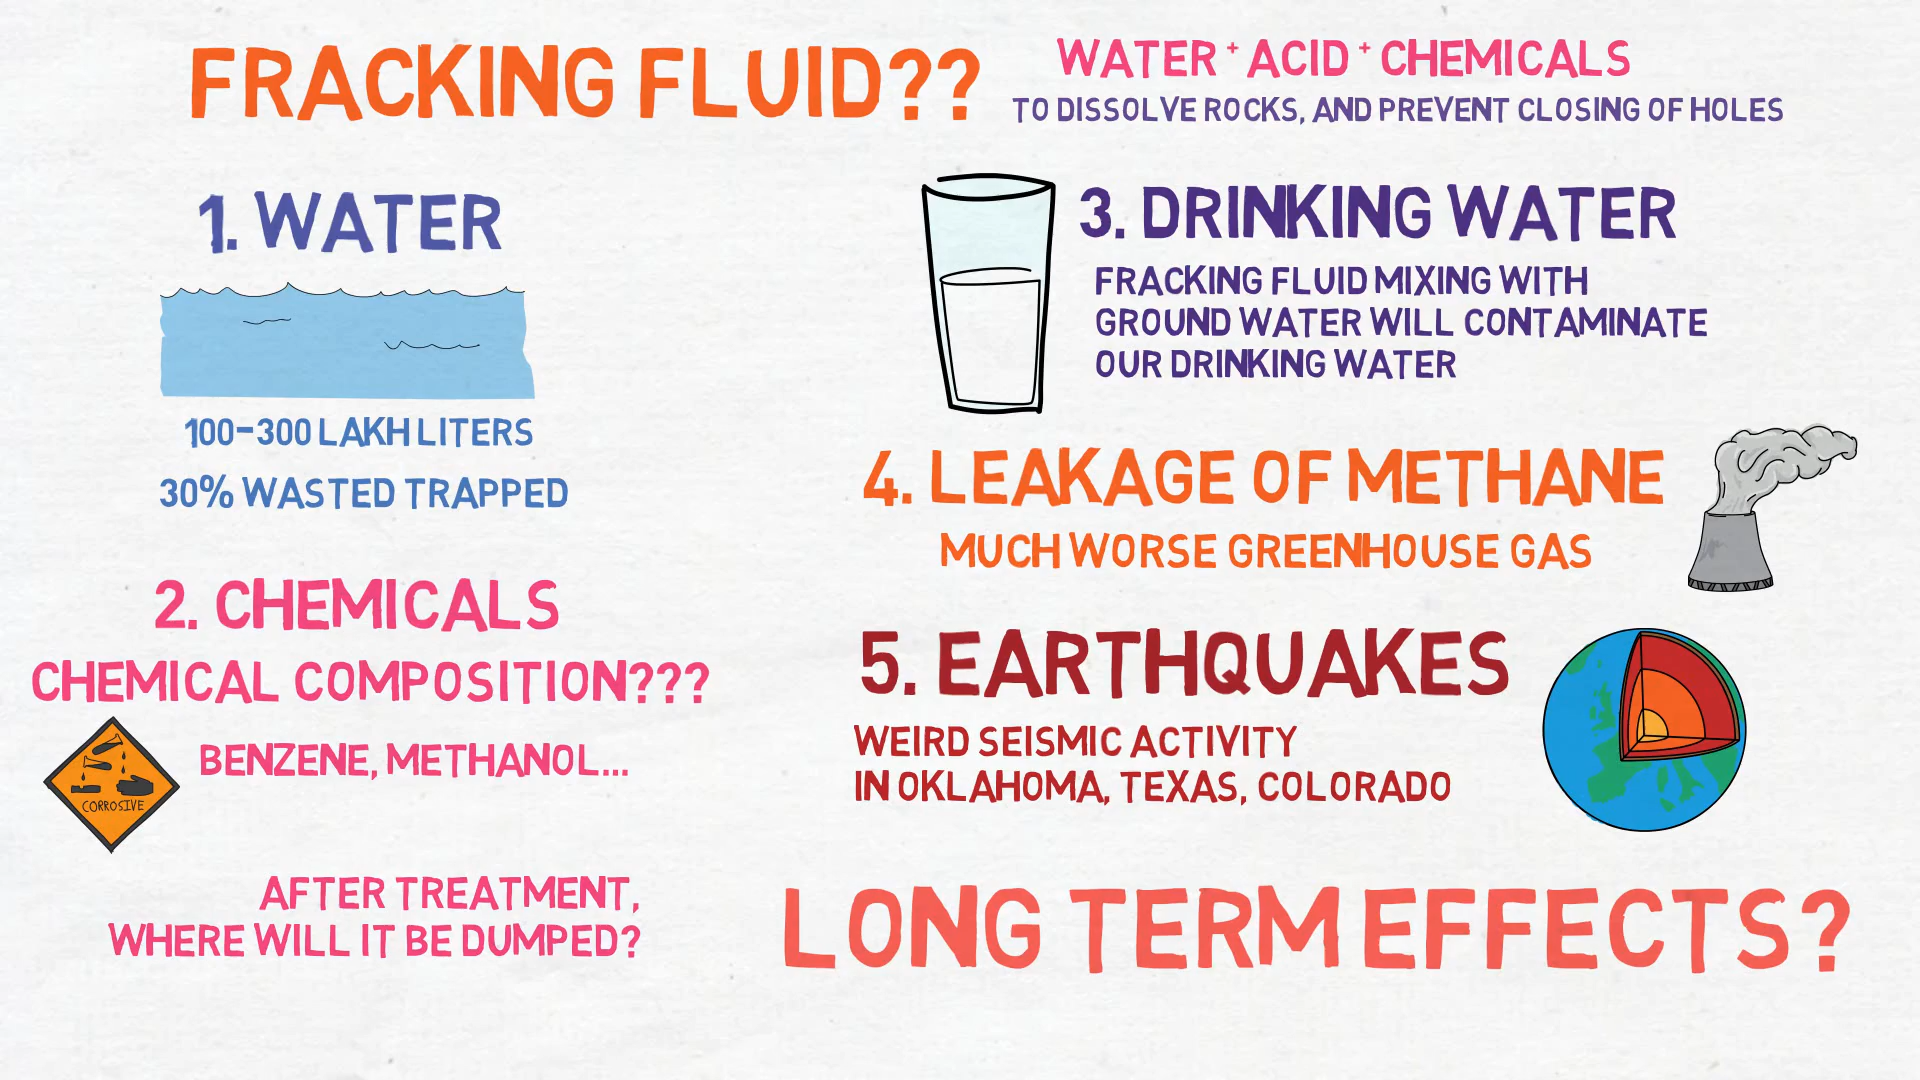 FRACKING FLUID??
WATER + ACID + CHEMICALS
TO DISSOLVE ROCKS, AND PREVENT CLOSING OF HOLES
1. WATER
100-300 LAKH LITERS
30% WASTED TRAPPED
2. CHEMICALS
CHEMICAL COMPOSITION???
CORROSIVE
BENZENE, METHANOL...
AFTER TREATMENT,
WHERE WILL IT BE DUMPED?
3. DRINKING WATER
FRACKING FLUID MIXING WITH
GROUND WATER WILL CONTAMINATE
OUR DRINKING WATER
4. LEAKAGE OF METHANE
MUCH WORSE GREENHOUSE GAS
5. EARTHQUAKES
WEIRD SEISMIC ACTIVITY
IN OKLAHOMA, TEXAS, COLORADO
LONG TERM EFFECTS?